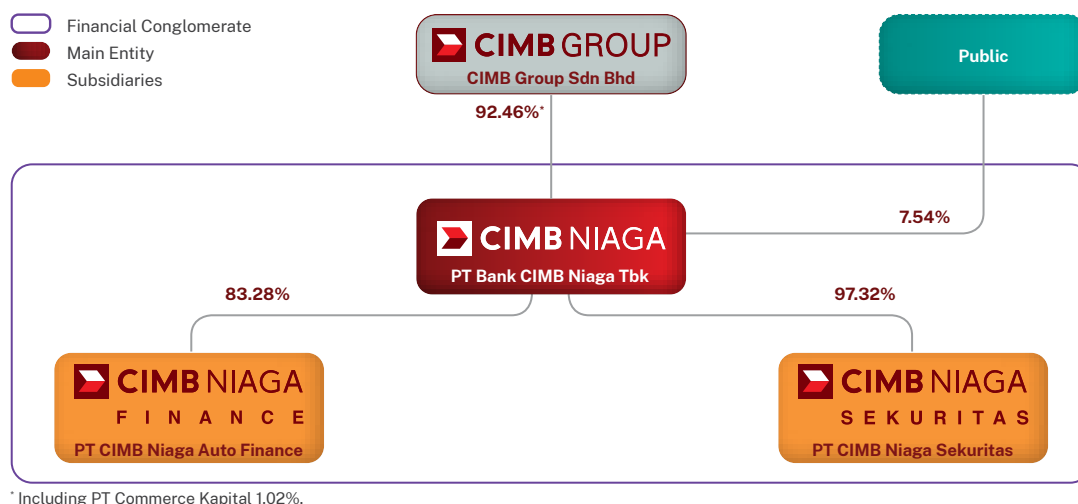 Financial Conglomerate
Main Entity
Subsidiaries
CIMB GROUP
CIMB Group Sdn Bhd
Public
92.46%*
CIMB NIAGA
PT Bank CIMB Niaga Tbk
7.54%
83.28%
97.32%
CIMB NIAGA
FINANCE
PT CIMB Niaga Auto Finance
CIMB NIAGA
SEKURITAS
PT CIMB Niaga Sekuritas
* Including PT Commerce Kapital 1.02%.